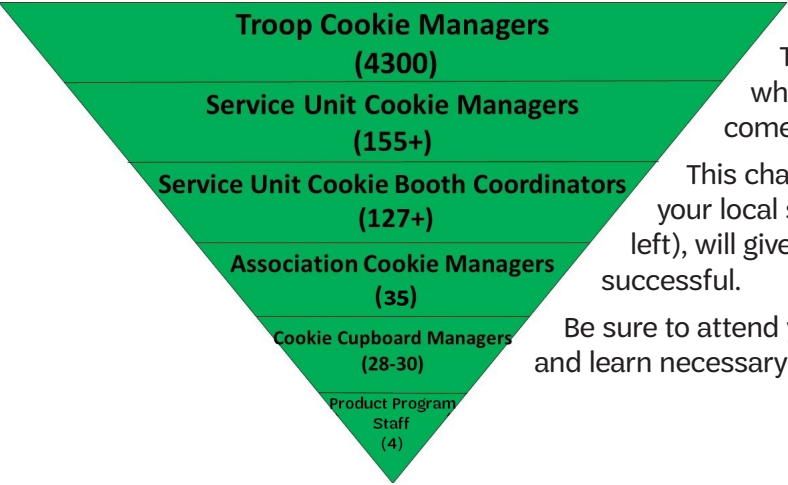 Troop Cookie Managers
(4300)
Service Unit Cookie Managers
(155+)
Service Unit Cookie Booth Coordinators
(127+)
Association Cookie Managers
(35)
Cookie Cupboard Managers
(28-30)
Product Program
Staff
(4)
come
This
your local
left), will give
successful.
Be sure to attend
and learn necessary